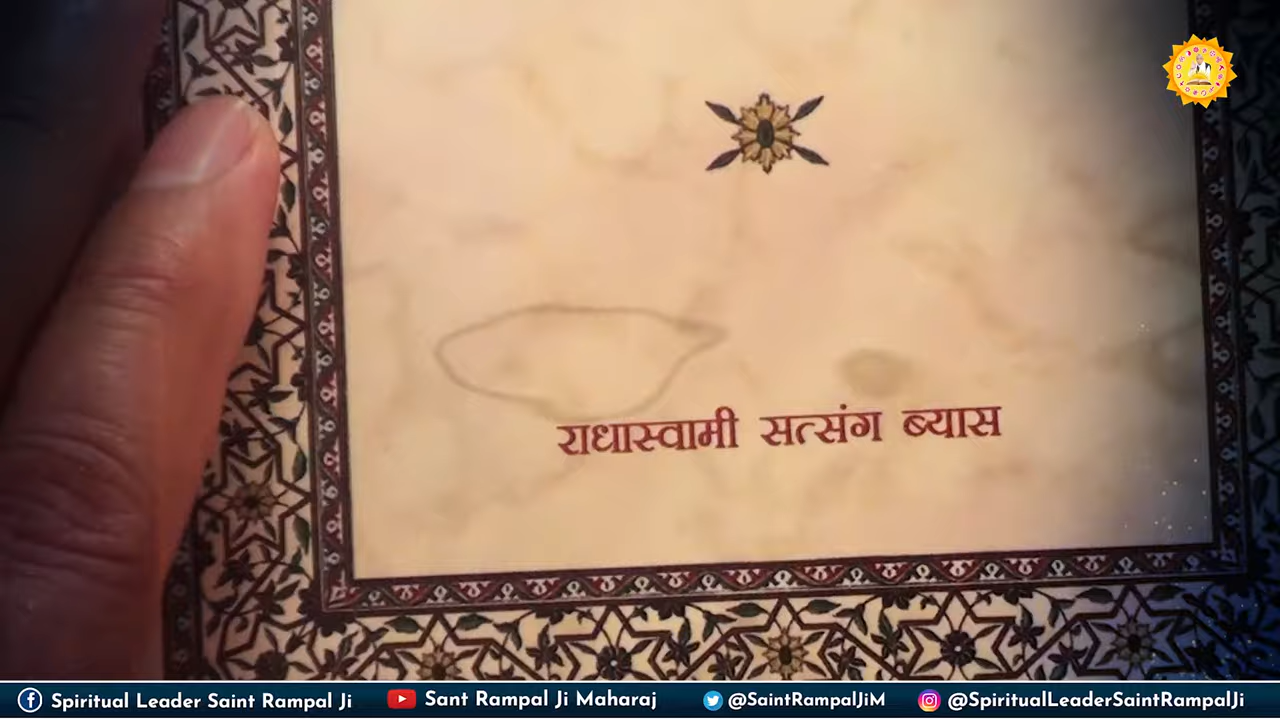 राधास्वामी सत्संग ब्यास
Spiritual Leader Saint Rampal Ji Sant Rampal Ji Maharaj @SaintRampalJiM @SpiritualLeaderSaintRampalJi